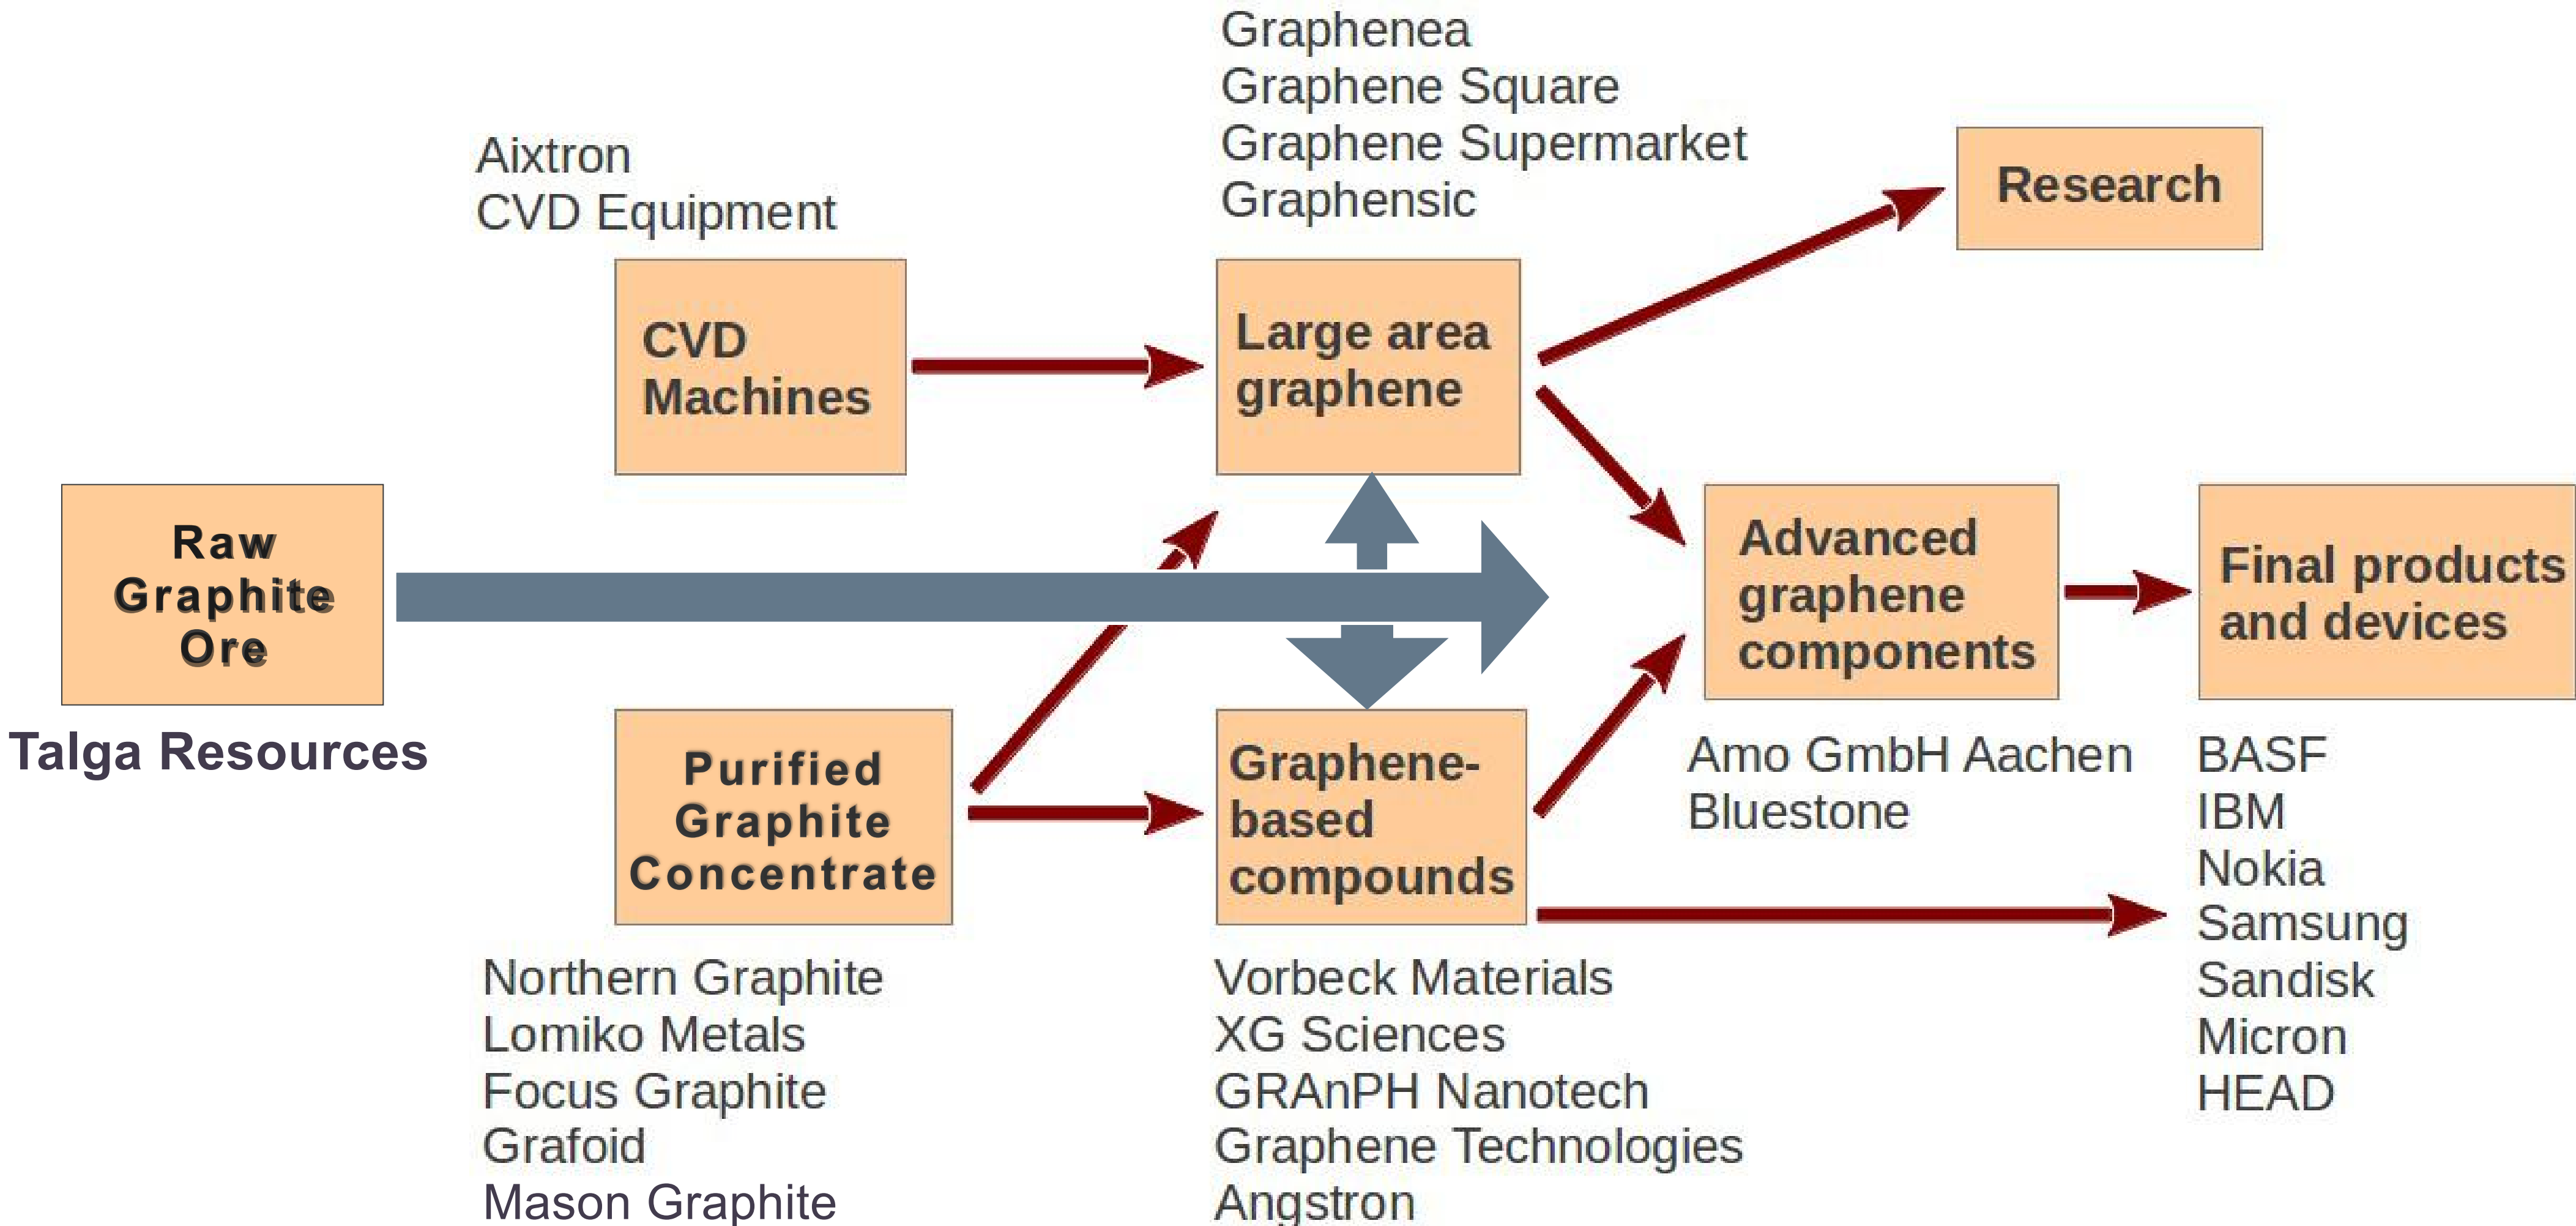 Graphenea
Graphene Square
Graphene Supermarket
Graphensic
Aixtron
CVD Equipment
Research
CVD
Machines
Large area
graphene
Raw
Graphite
Ore
Talga Resources
Advanced
graphene
components
Final products
and devices
Purified
Graphite
Concentrate
Graphene-
based
compounds
Amo GmbH Aachen
Bluestone
BASF
IBM
Nokia
Samsung
Sandisk
Micron
HEAD
Northern Graphite
Lomiko Metals
Focus Graphite
Grafoid
Mason Graphite
Vorbeck Materials
XG Sciences
GRAnPH Nanotech
Graphene Technologies
Angstron